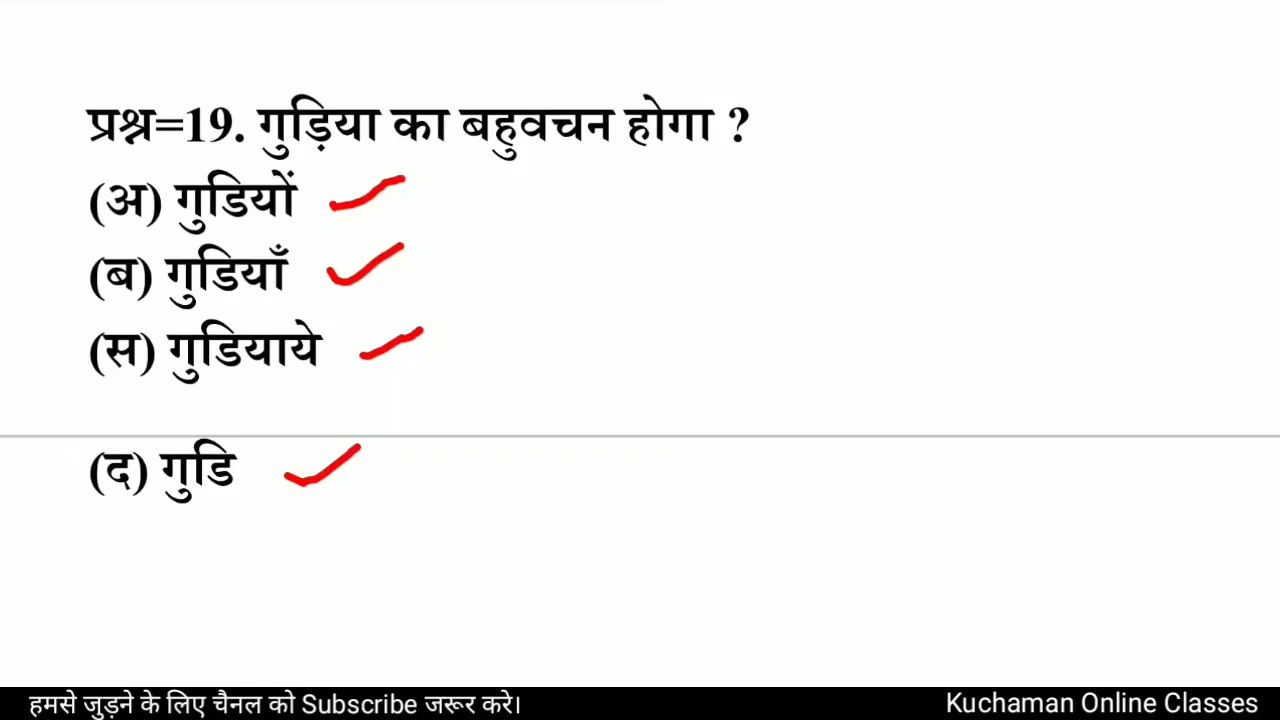 प्रश्न=19. गुड़िया का बहुवचन होगा ?
(अ) गुडियों
(ब) गुडियाँ
(स) गुडियाये
(द) गुडि
हमसे जुड़ने के लिए चैनल को Subscribe जरूर करे।
Kuchaman Online Classes